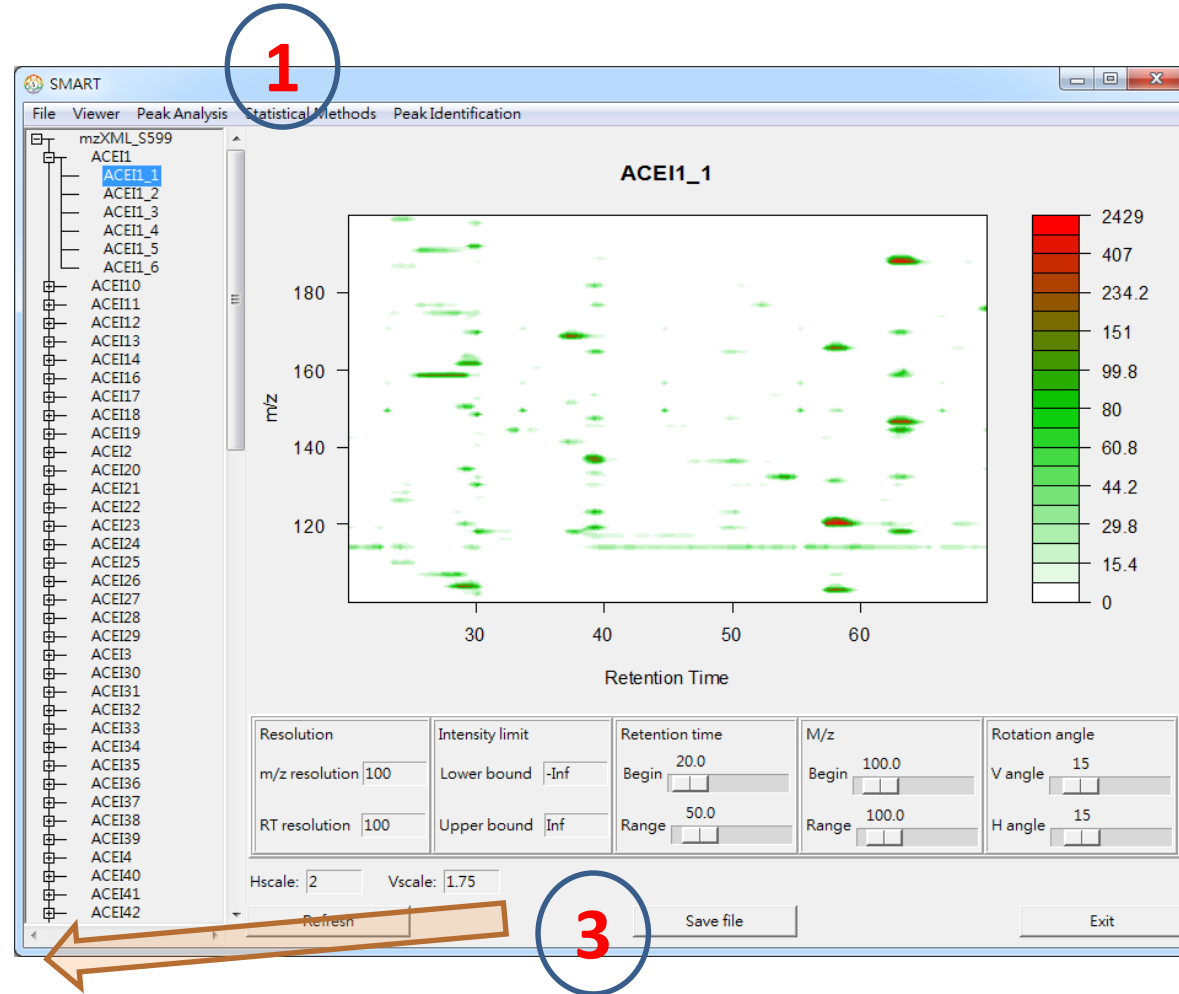 1
SMART
File Viewer Peak Analysis Statistical Methods Peak Identification
mzXML_S599
ACEI1
ACEI1_1
ACEI1_2
ACEI1_3
ACEI1_4
ACEI1_5
ACEI1_6
ACEI10
ACEI11
ACEI12
ACEI13
ACEI14
ACEI16
ACEI17
ACEI18
ACEI19
ACEI2
ACEI20
ACEI21
ACEI22
ACEI23
ACEI24
ACEI25
ACEI26
ACEI27
ACEI28
ACEI29
ACEI3
ACEI30
ACEI31
ACEI32
ACEI33
ACEI34
ACEI35
ACEI36
ACEI37
ACEI38
ACEI39
ACEI4
ACEI40
ACEI41
ACEI42
ACEI1_1
m/z
180
160
140
120
30 40 50 60
Retention Time
2429
407
234.2
151
99.8
80
60.8
44.2
29.8
15.4
0
Resolution
m/z resolution 100
RT resolution 100
Intensity limit
Lower bound -Inf
Upper bound Inf
Retention time
20.0
Begin
50.0
Range
M/z
100.0
Begin
100.0
Range
Rotation angle
15
V angle
15
H angle
Hscale: 2 Vscale: 1.75
Refresh Save file Exit
3